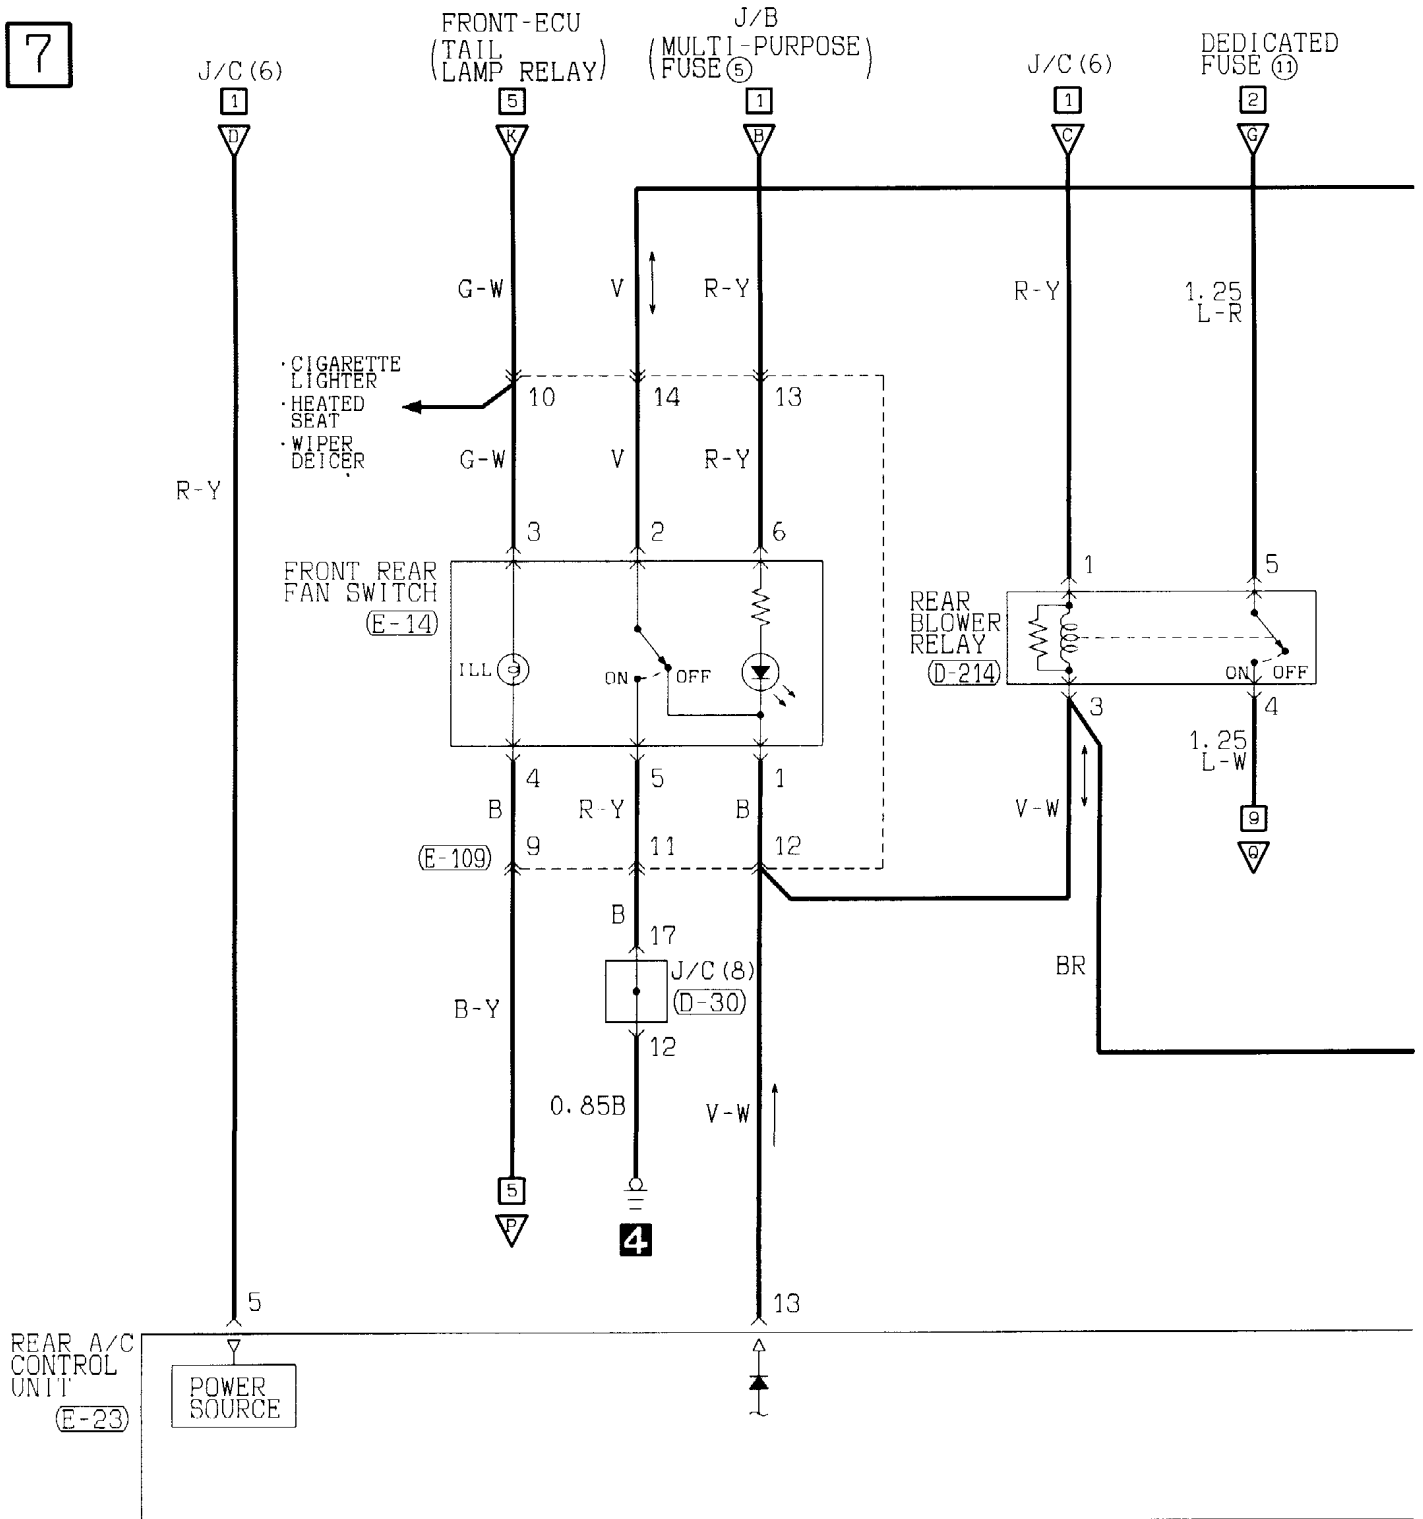 7
FRONT-ECU
(TAIL
LAMP RELAY)
J/B
(MULTI-PURPOSE)
(FUSE ⑤)
DEDICATED
FUSE ⑪
J/C(6)
J/C(6)
1
5
1
1
2
D
K
B
C
G
G-W
V
R-Y
R-Y
1.25
L-R
·CIGARETTE
LIGHTER
·HEATED
SEAT
·WIPER
DEICER
10
14
13
G-W
V
R-Y
R-Y
3
2
6
1
5
FRONT REAR
FAN SWITCH
(E-14)
REAR
BLOWER
RELAY
(D-214)
ILL
ON
OFF
ON
OFF
4
5
1
3
4
B
R-Y
B
V-W
1.25
L-W
9
Q
(E-109)
9
11
12
B
17
J/C(8)
(D-30)
12
BR
B-Y
0.85B
V-W
5
P
4
5
13
REAR A/C
CONTROL
UNIT
(E-23)
POWER
SOURCE